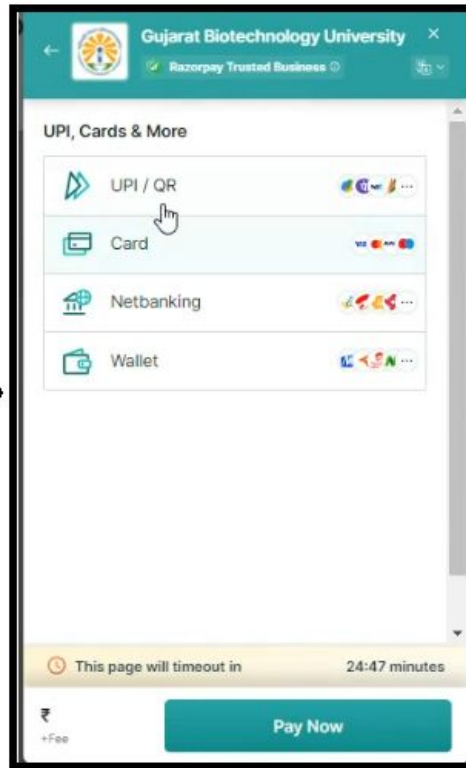 Gujarat Biotechnology University
Razorpay Trusted Business
UPI, Cards & More
UPI / QR
Card
Netbanking
Wallet
This page will timeout in 24:47 minutes
₹
+Fee
Pay Now